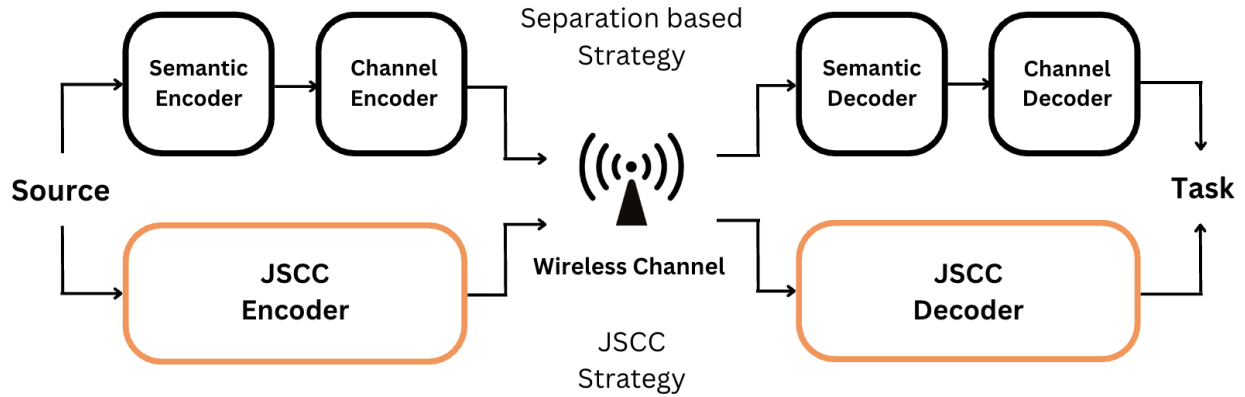 Separation based
Strategy
Semantic
Encoder
Channel
Encoder
Semantic
Decoder
Channel
Decoder
Source
Task
Wireless Channel
JSCC
Encoder
JSCC
Decoder
JSCC
Strategy